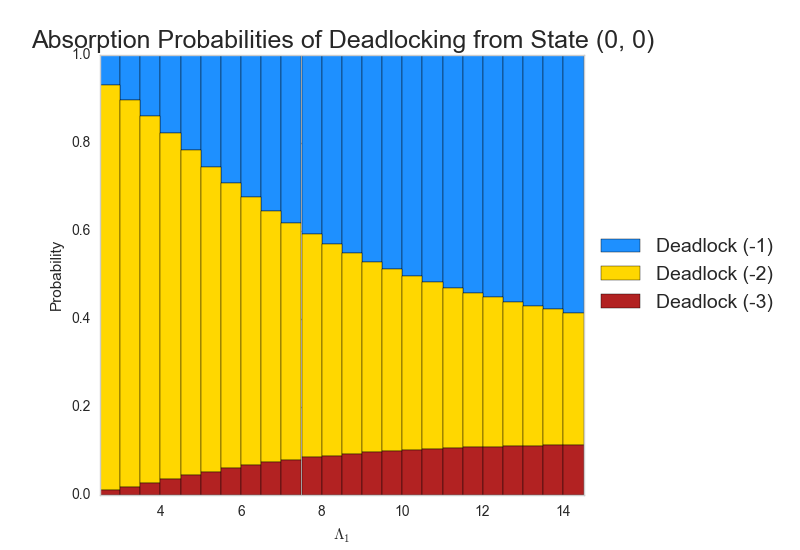 Absorption Probabilities of Deadlocking from State (0, 0)
1.0
0.8
0.6
0.4
0.2
0.0
Probability
4 6 8 10 12 14
Λ₁
Deadlock (-1)
Deadlock (-2)
Deadlock (-3)